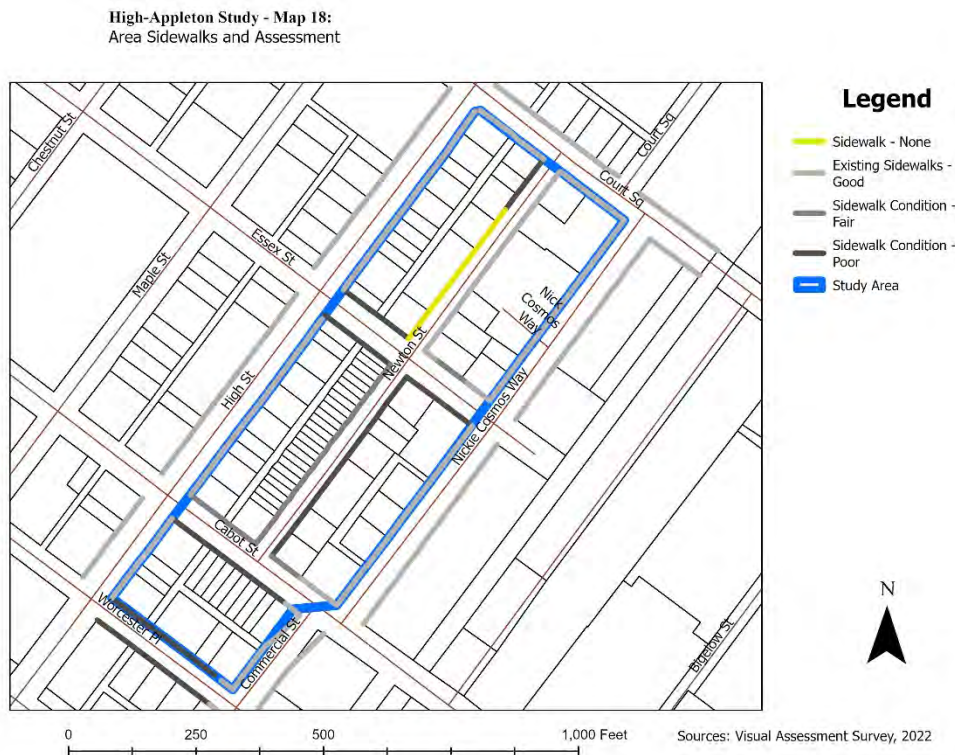 High-Appleton Study - Map 18:
Area Sidewalks and Assessment
Chestnut St
Court Sq
Court Sq
Maple St
Essex St
Nick
Cosmos
Way
High St
Newton St
Nickie Cosmos Way
Cabot St
Worcester Pl
Commercial St
Bigelow St
Legend
Sidewalk - None
Existing Sidewalks -
Good
Sidewalk Condition -
Fair
Sidewalk Condition -
Poor
Study Area
N
0 250 500 1,000 Feet
Sources: Visual Assessment Survey, 2022